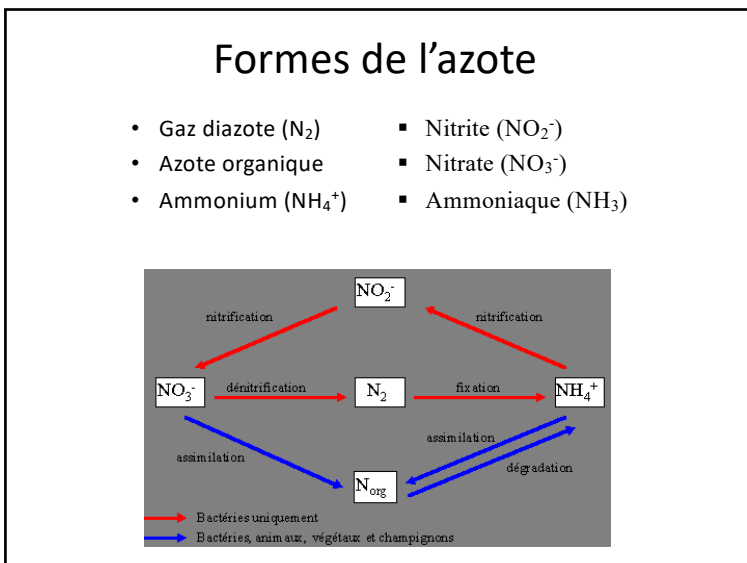 Formes de l’azote
• Gaz diazote (N₂)
• Azote organique
• Ammonium (NH₄⁺)
▪ Nitrite (NO₂⁻)
▪ Nitrate (NO₃⁻)
▪ Ammoniaque (NH₃)
NO₂⁻
nitrification
nitrification
NO₃⁻
dénitrification
N₂
fixation
NH₄⁺
assimilation
assimilation
dégradation
Norg
Bactéries uniquement
Bactéries, animaux, végétaux et champignons